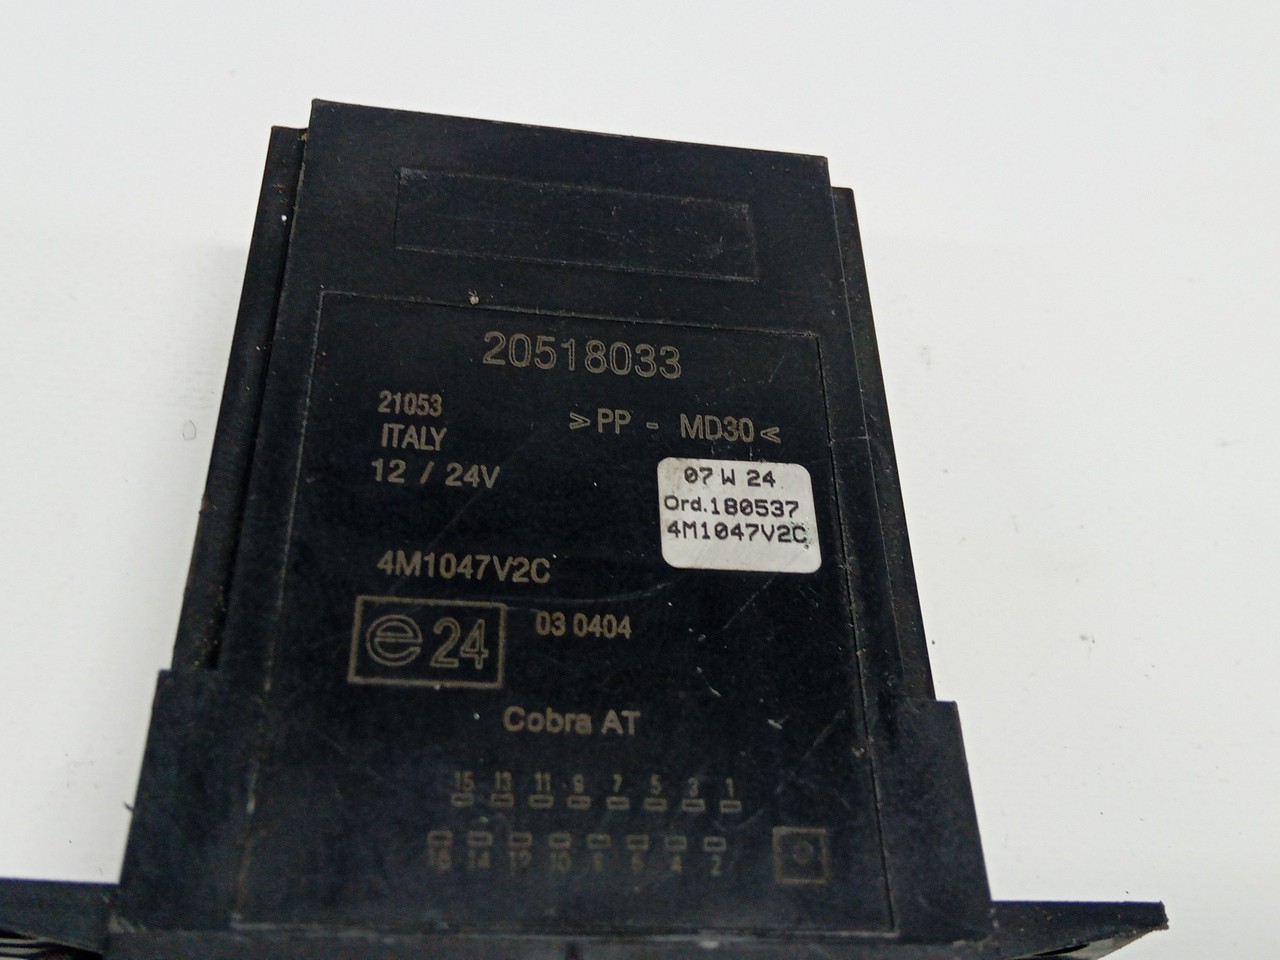 20518033
21053
ITALY
12 / 24V
>PP - MD30<
07 W 24
Ord.180537
4M1047V2C
4M1047V2C
e24
03 0404
Cobra AT
15 13 11 9 7 5 3 1
16 14 12 10 8 6 4 2